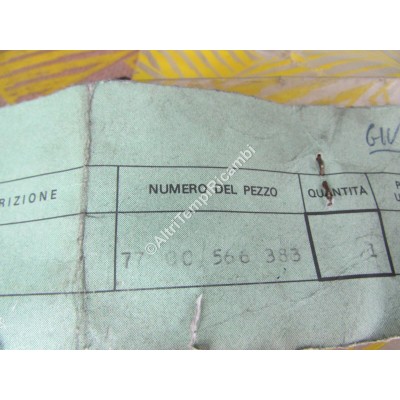 GIU
RIZIONE NUMERO DEL PEZZO QUANTITA
77 00 566 383 1
©AltriTempiRicambi